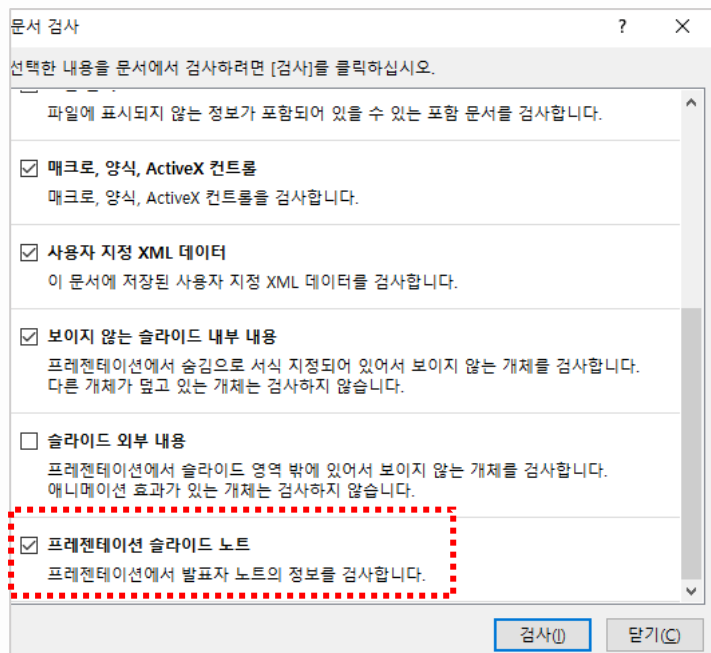 문서 검사
?
선택한 내용을 문서에서 검사하려면 [검사]를 클릭하십시오.
파일에 표시되지 않는 정보가 포함되어 있을 수 있는 포함 문서를 검사합니다.
매크로, 양식, ActiveX 컨트롤
매크로, 양식, ActiveX 컨트롤을 검사합니다.
사용자 지정 XML 데이터
이 문서에 저장된 사용자 지정 XML 데이터를 검사합니다.
보이지 않는 슬라이드 내부 내용
프레젠테이션에서 숨김으로 서식 지정되어 있어서 보이지 않는 개체를 검사합니다.
다른 개체가 덮고 있는 개체는 검사하지 않습니다.
슬라이드 외부 내용
프레젠테이션에서 슬라이드 영역 밖에 있어서 보이지 않는 개체를 검사합니다.
애니메이션 효과가 있는 개체는 검사하지 않습니다.
프레젠테이션 슬라이드 노트
프레젠테이션에서 발표자 노트의 정보를 검사합니다.
검사(I) 닫기(C)